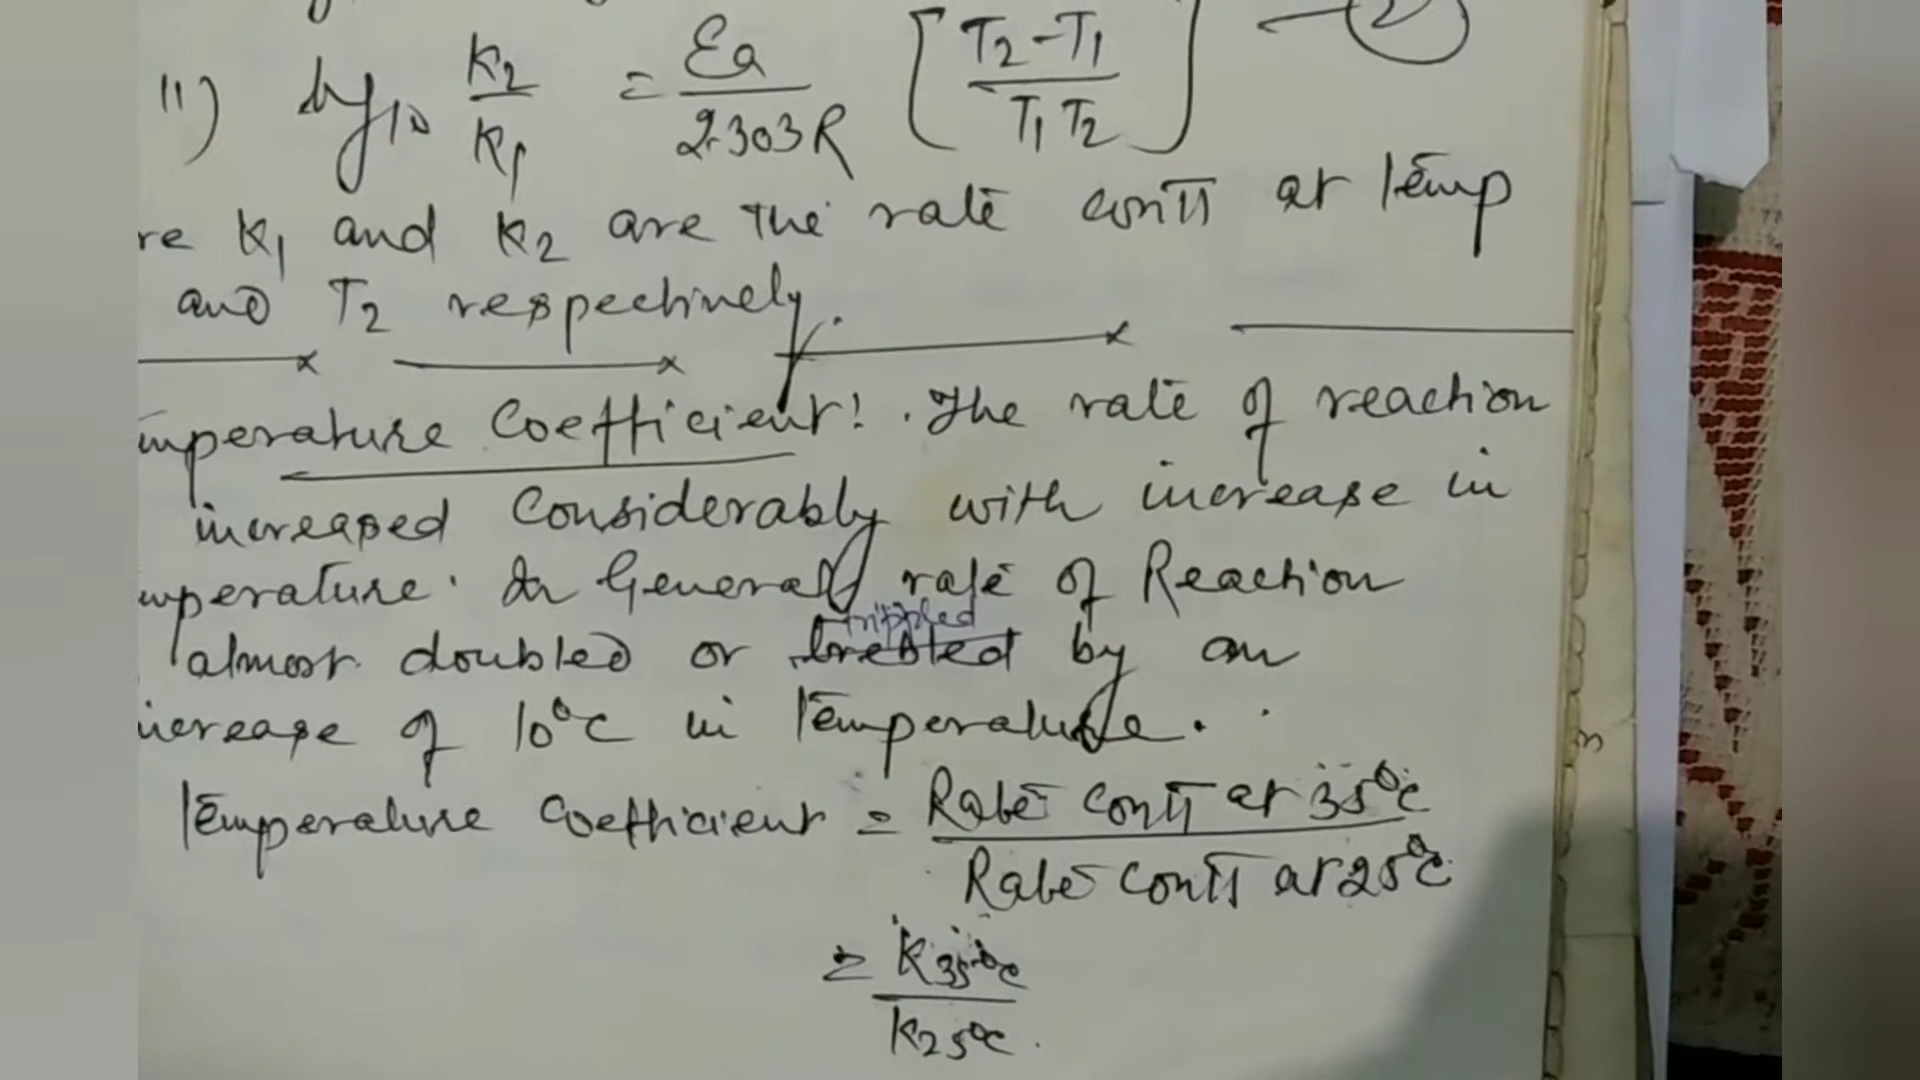 2
11) log10 K2/K1 = Ea/2.303R [T2-T1/T1T2]
re K1 and K2 are the rate constt at temp
and T2 respectively.
mperature Coefficient: The rate of reaction
increased Considerably with increase in
mperature. In General rate of Reaction
trippled
almost doubled or by an
ncrease of 10°C in temperature.
Temperature Coefficient = Rate Constt at 35°C
Rate Constt at 25°C
= K35°C
K25°C.